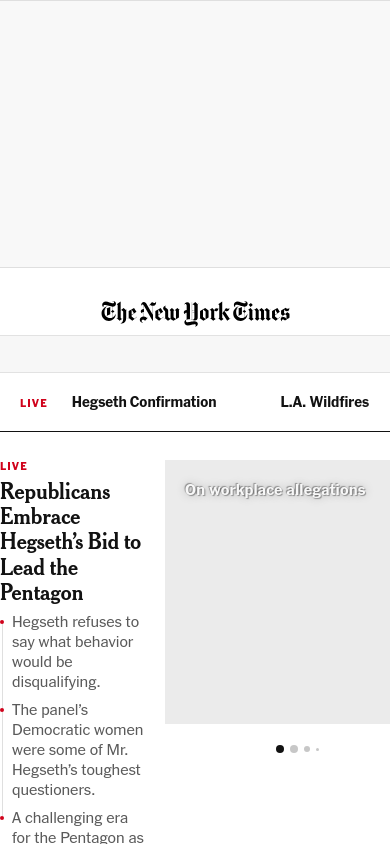 The New York Times
LIVE
Hegseth Confirmation
L.A. Wildfires
LIVE
Republicans
Embrace
Hegseth’s Bid to
Lead the
Pentagon
Hegseth refuses to
say what behavior
would be
disqualifying.
The panel’s
Democratic women
were some of Mr.
Hegseth’s toughest
questioners.
A challenging era
for the Pentagon as
On workplace allegations